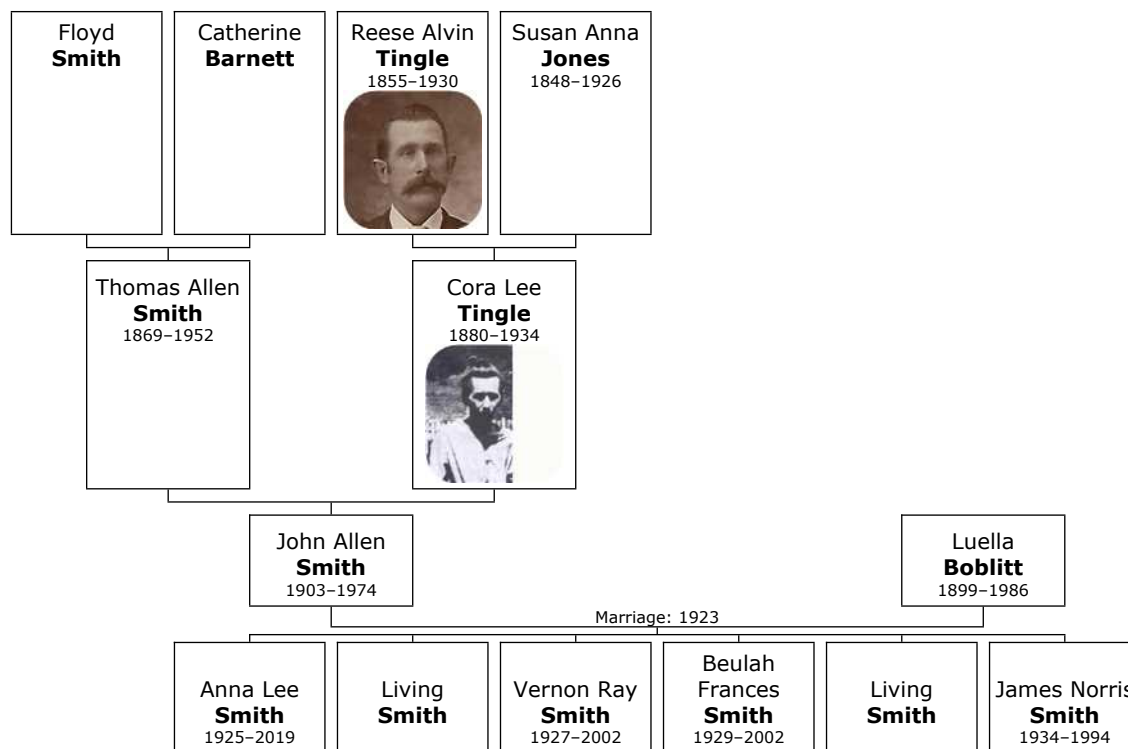 Floyd
Smith
Catherine
Barnett
Reese Alvin
Tingle
1855–1930
Susan Anna
Jones
1848–1926
Thomas Allen
Smith
1869–1952
Cora Lee
Tingle
1880–1934
John Allen
Smith
1903–1974
Luella
Boblitt
1899–1986
Marriage: 1923
Anna Lee
Smith
1925–2019
Living
Smith
Vernon Ray
Smith
1927–2002
Beulah
Frances
Smith
1929–2002
Living
Smith
James Norris
Smith
1934–1994